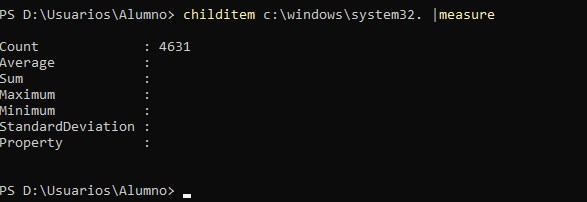 PS D:\Usuarios\Alumno> childitem c:\windows\system32. |measure
Count             : 4631
Average           :
Sum               :
Maximum           :
Minimum           :
StandardDeviation :
Property          :
PS D:\Usuarios\Alumno>